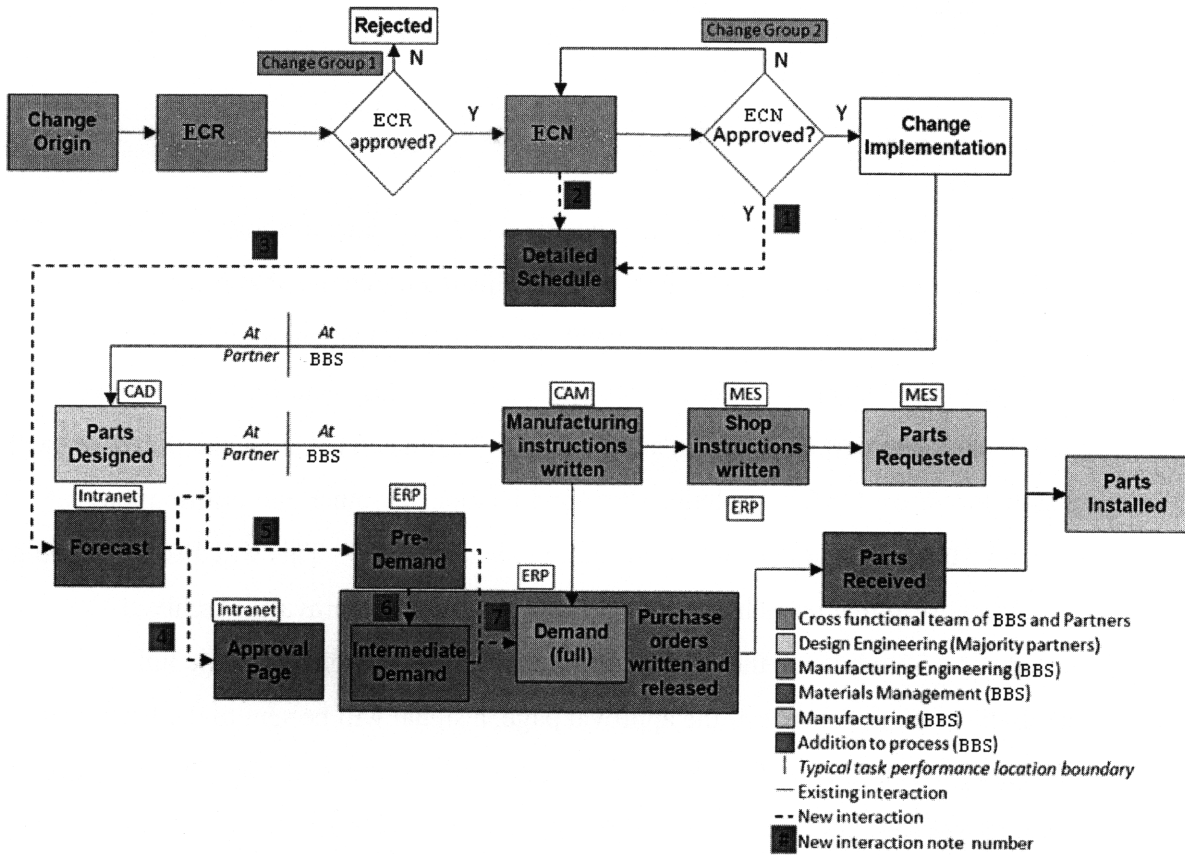 Rejected
Change Group 1
N
Change Group 2
N
Change
Origin
ECR
ECR
approved?
Y
ECN
ECN
Approved?
Y
Change
Implementation
2
Y
1
3
Detailed
Schedule
At
Partner
At
BBS
CAD
Parts
Designed
At
Partner
At
BBS
CAM
Manufacturing
instructions
written
MES
Shop
instructions
written
MES
Parts
Requested
Intranet
Forecast
5
ERP
Pre-
Demand
ERP
Parts
Installed
4
Intranet
Approval
Page
6
Intermediate
Demand
7
ERP
Demand
(full)
Purchase
orders
written and
released
Parts
Received
Cross functional team of BBS and Partners
Design Engineering (Majority partners)
Manufacturing Engineering (BBS)
Materials Management (BBS)
Manufacturing (BBS)
Addition to process (BBS)
Typical task performance location boundary
Existing interaction
New interaction
New interaction note number